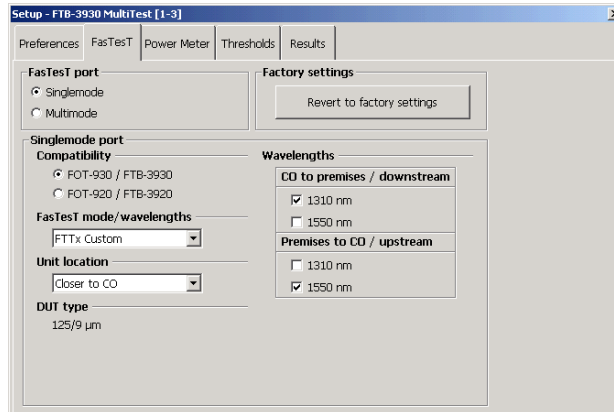 Setup - FTB-3930 MultiTest [1-3]
Preferences FasTesT Power Meter Thresholds Results
FasTesT port
Singlemode
Multimode
Factory settings
Revert to factory settings
Singlemode port
Compatibility
FOT-930 / FTB-3930
FOT-920 / FTB-3920
FasTesT mode/wavelengths
FTTx Custom
Unit location
Closer to CO
DUT type
125/9 µm
Wavelengths
CO to premises / downstream
1310 nm
1550 nm
Premises to CO / upstream
1310 nm
1550 nm